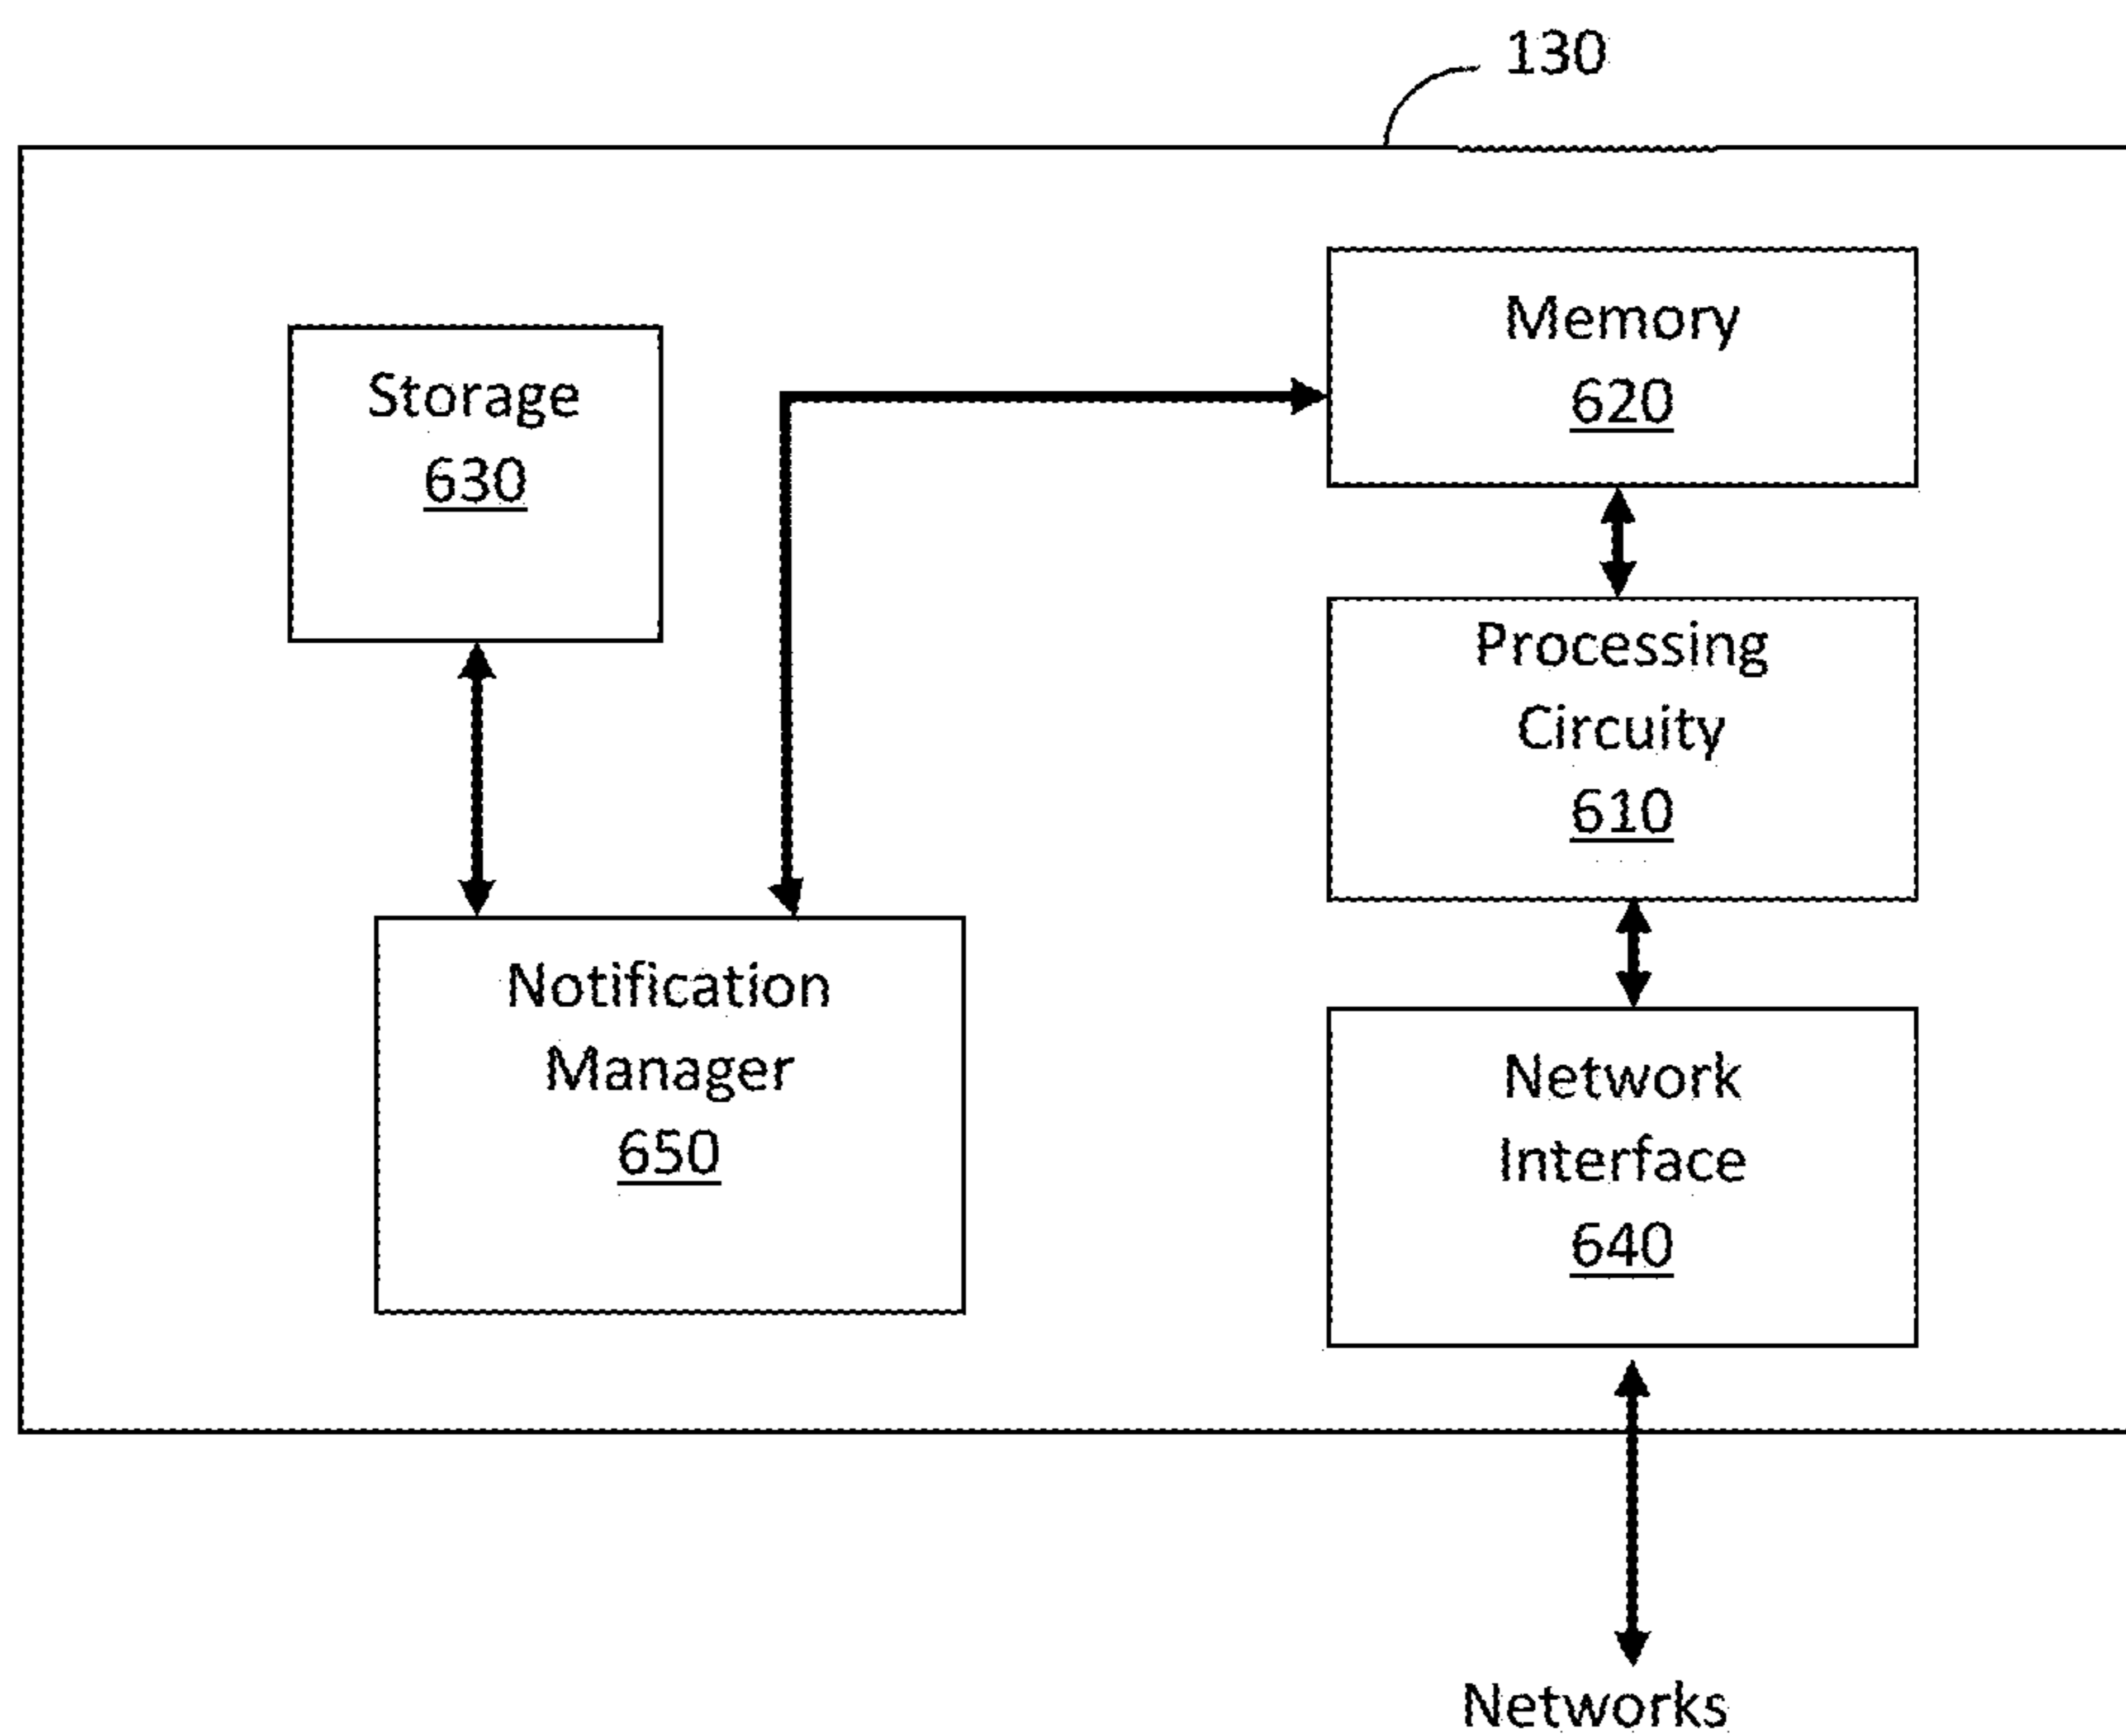 130
Memory
620
Storage
630
Processing
Circuity
610
Notification
Manager
650
Network
Interface
640
Networks